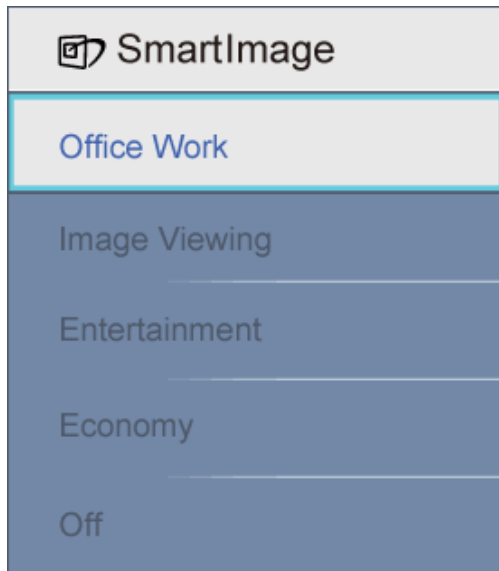 SmartImage
Office Work
Image Viewing
Entertainment
Economy
Off